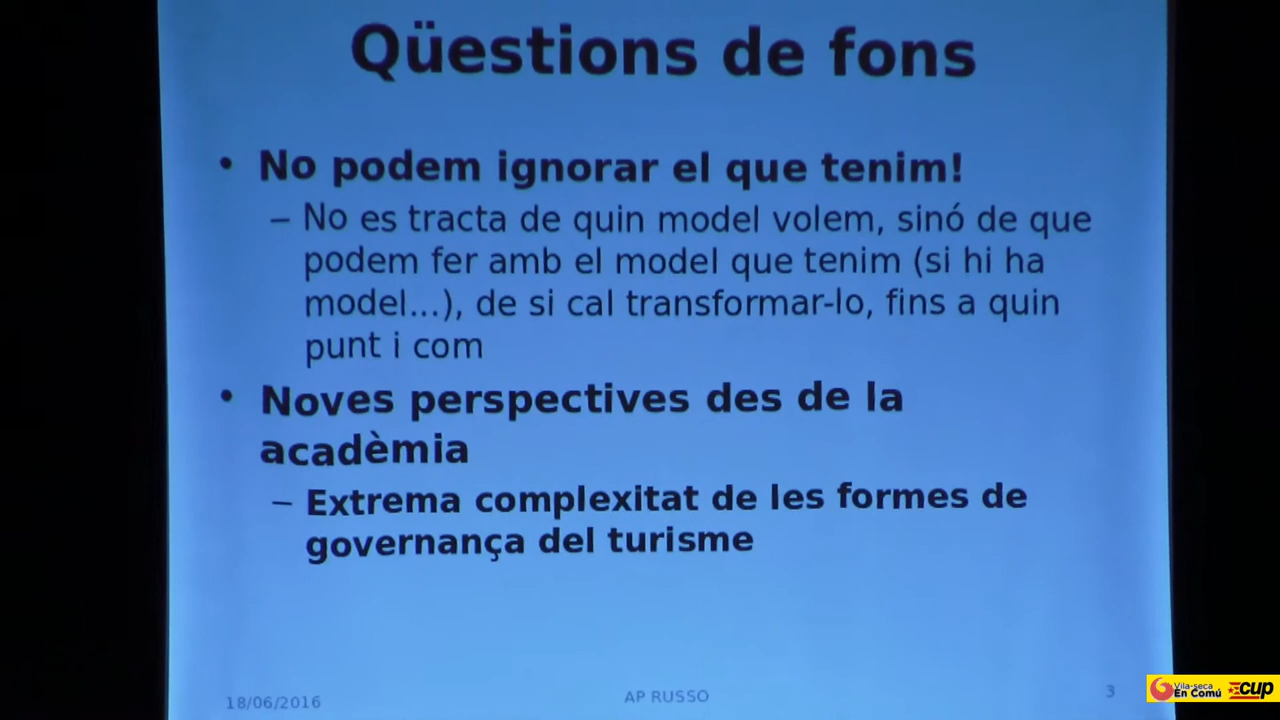 Qüestions de fons
• No podem ignorar el que tenim!
– No es tracta de quin model volem, sinó de que
podem fer amb el model que tenim (si hi ha
model...), de si cal transformar-lo, fins a quin
punt i com
• Noves perspectives des de la
acadèmia
– Extrema complexitat de les formes de
governança del turisme
18/06/2016
AP RUSSO
3
Vila-seca
En Comú
cup